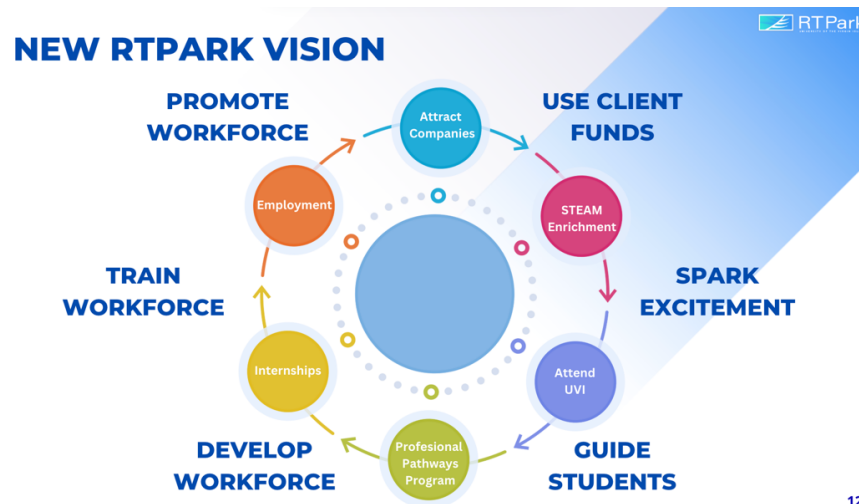 RTPark
NEW RTPARK VISION
PROMOTE
WORKFORCE
Attract
Companies
USE CLIENT
FUNDS
Employment
STEAM
Enrichment
TRAIN
WORKFORCE
SPARK
EXCITEMENT
Internships
Attend
UVI
DEVELOP
WORKFORCE
Profesional
Pathways
Program
GUIDE
STUDENTS
12